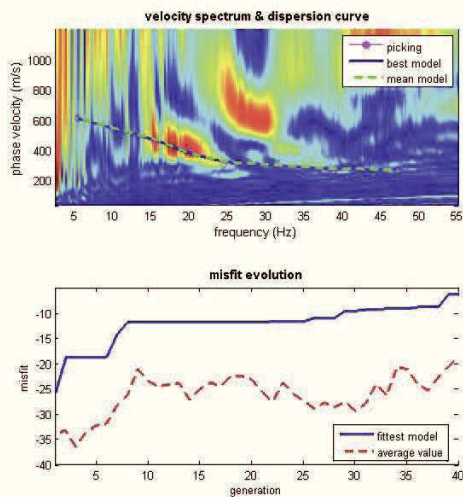 velocity spectrum & dispersion curve
phase velocity (m/s)
1200
1000
800
600
400
200
picking
best model
mean model
5 10 15 20 25 30 35 40 45 50 55
frequency (Hz)
misfit evolution
misfit
-10
-15
-20
-25
-30
-35
-40
fittest model
average value
5 10 15 20 25 30 35 40
generation